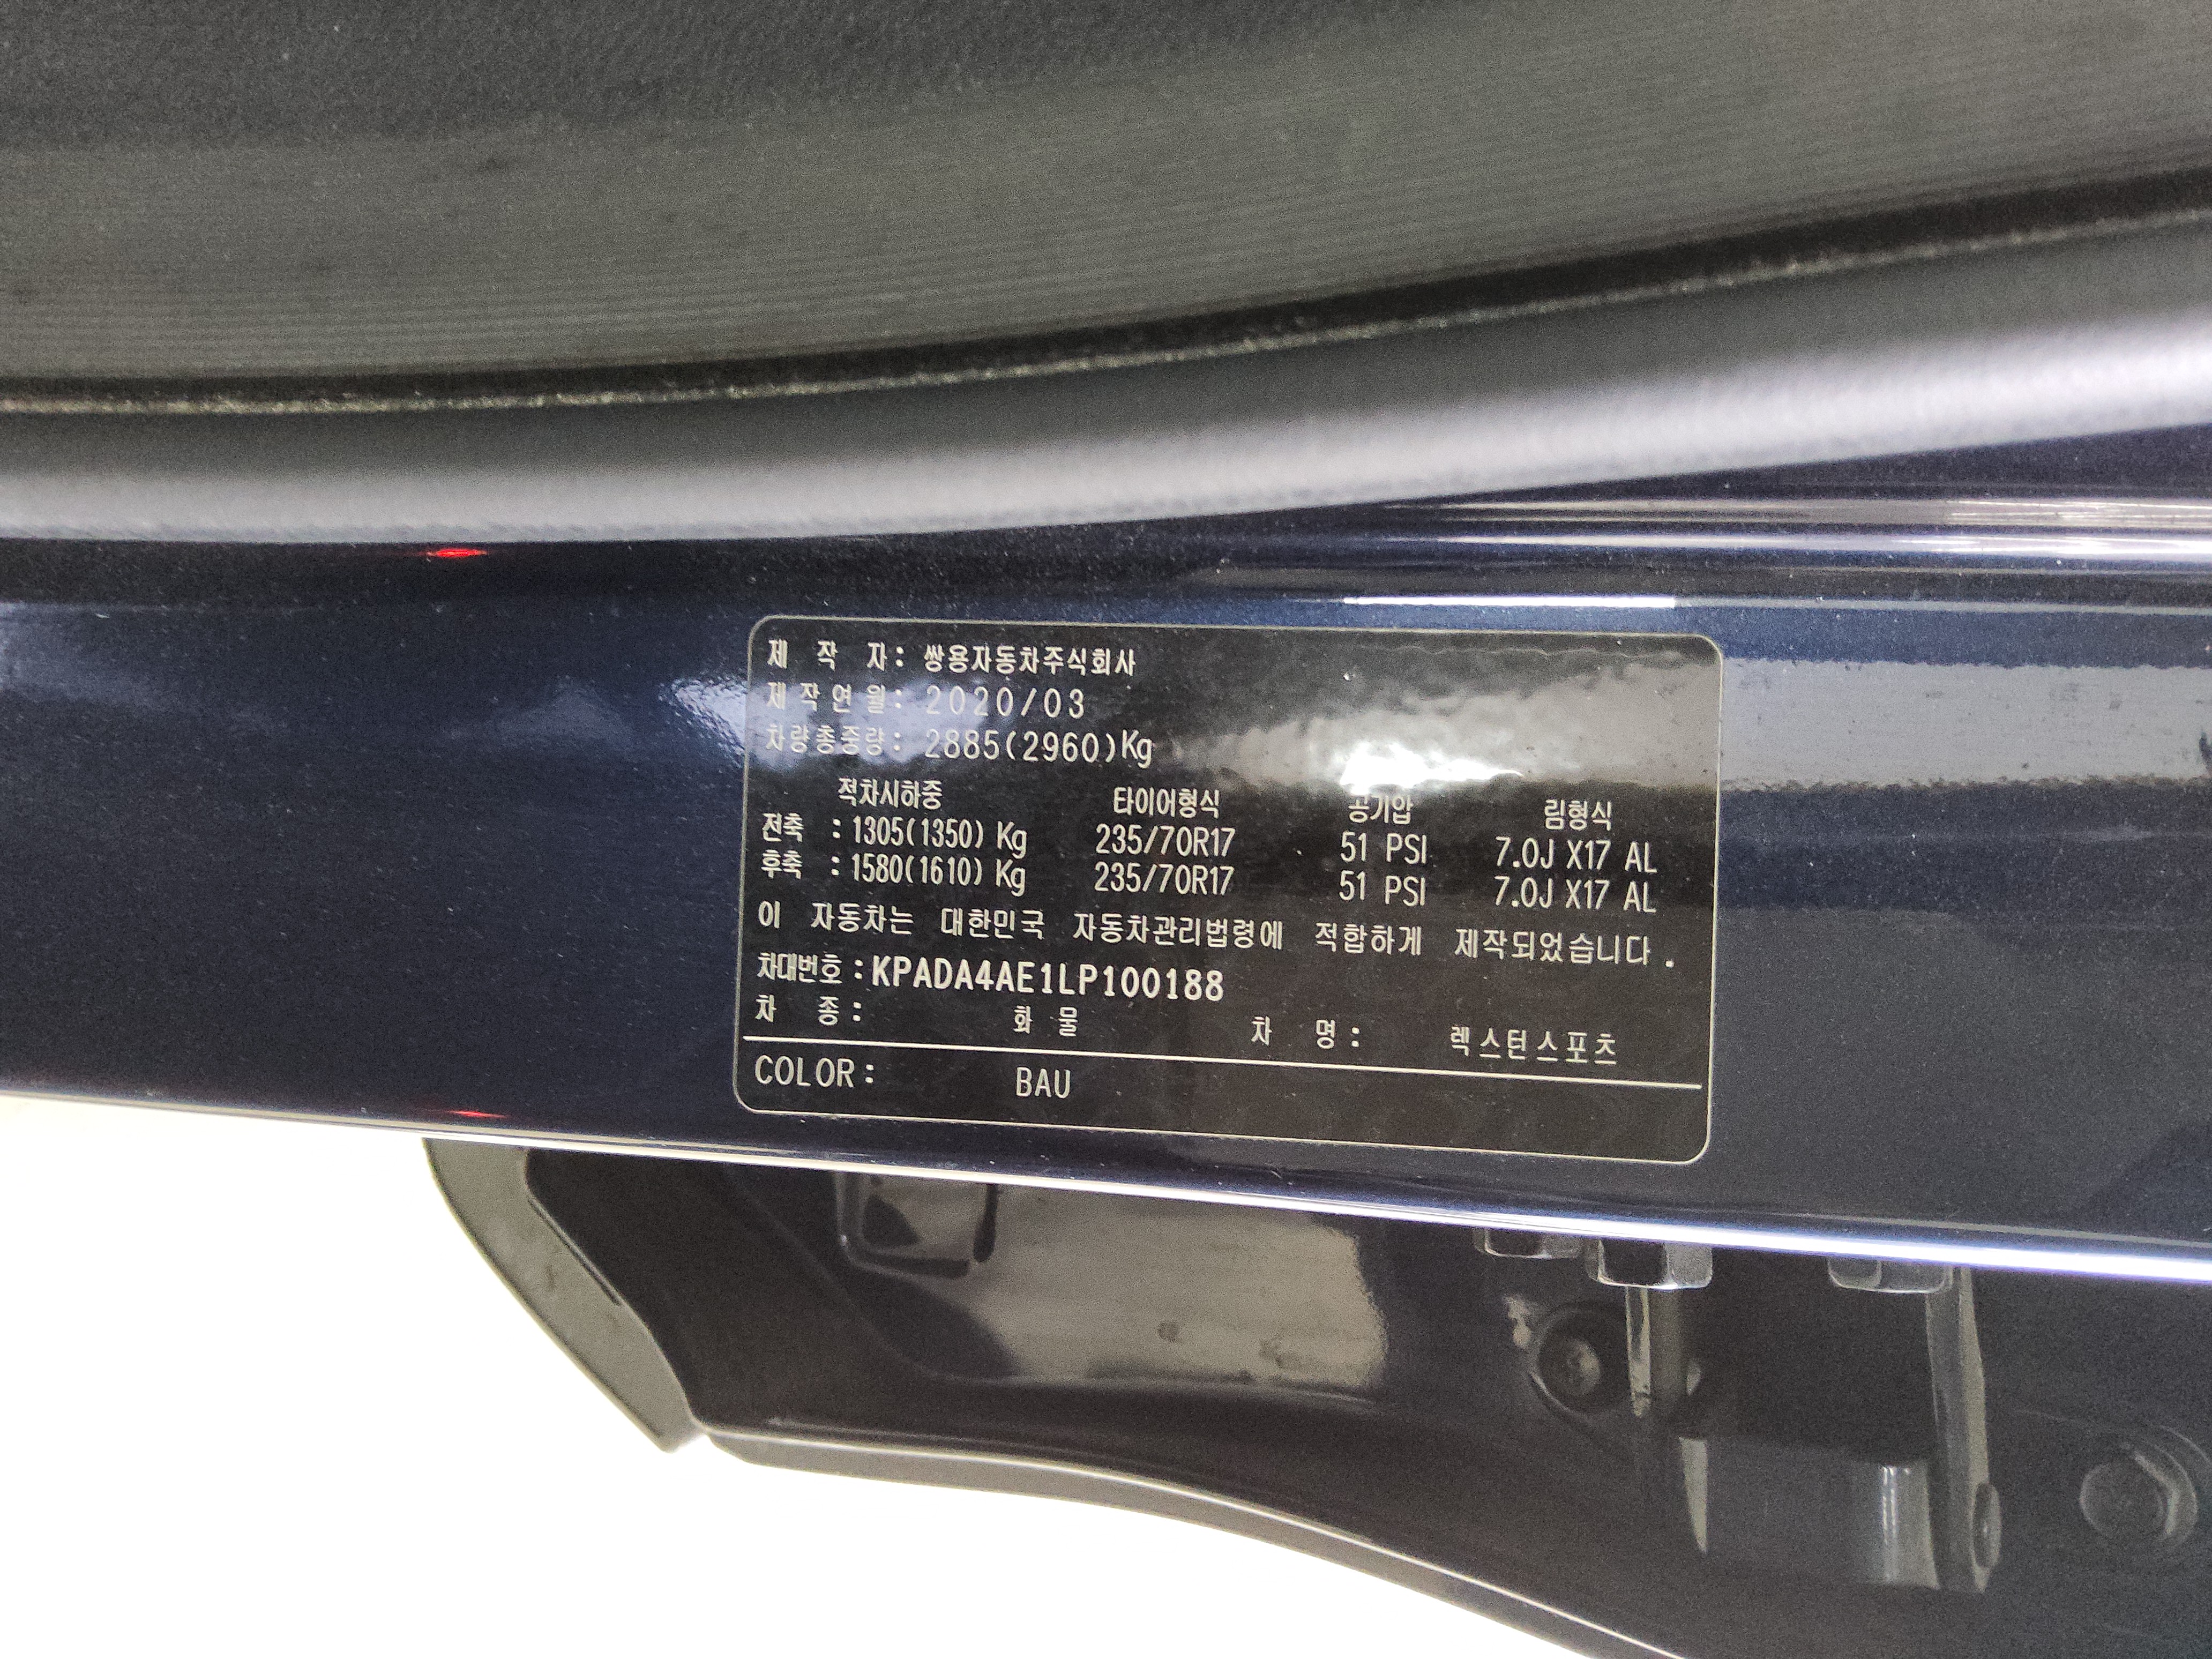 제 작 자: 쌍용자동차주식회사
제작연월: 2020/03
차량총중량: 2885(2960)Kg
적차시하중 타이어형식 공기압 림형식
전축 : 1305(1350) Kg 235/70R17 51 PSI 7.0J X17 AL
후축 : 1580(1610) Kg 235/70R17 51 PSI 7.0J X17 AL
이 자동차는 대한민국 자동차관리법령에 적합하게 제작되었습니다.
차대번호:KPADA4AE1LP100188
차 종: 화 물 차 명: 렉스턴스포츠
COLOR: BAU